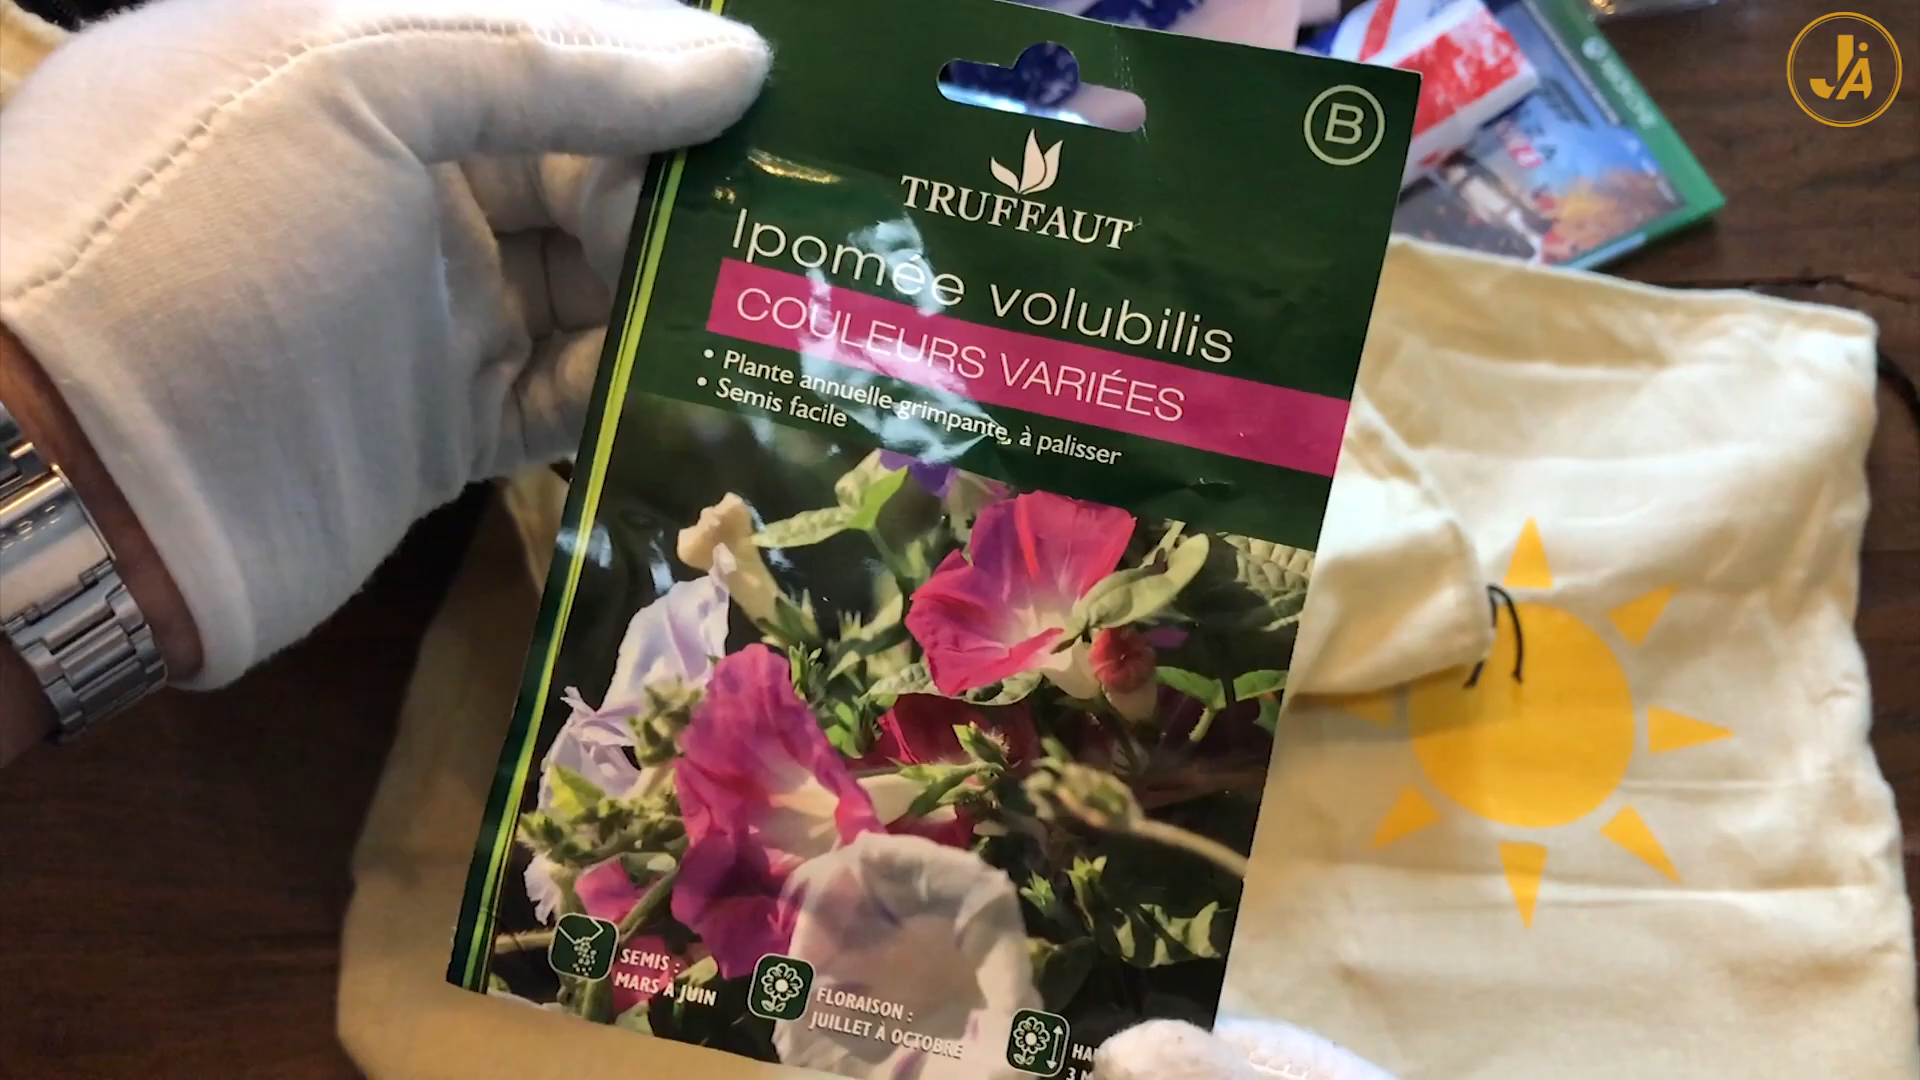 JA
B
TRUFFAUT
Ipomée volubilis
COULEURS VARIÉES
• Plante annuelle grimpante, à palisser
• Semis facile
SEMIS :
MARS À JUIN
FLORAISON :
JUILLET À OCTOBRE